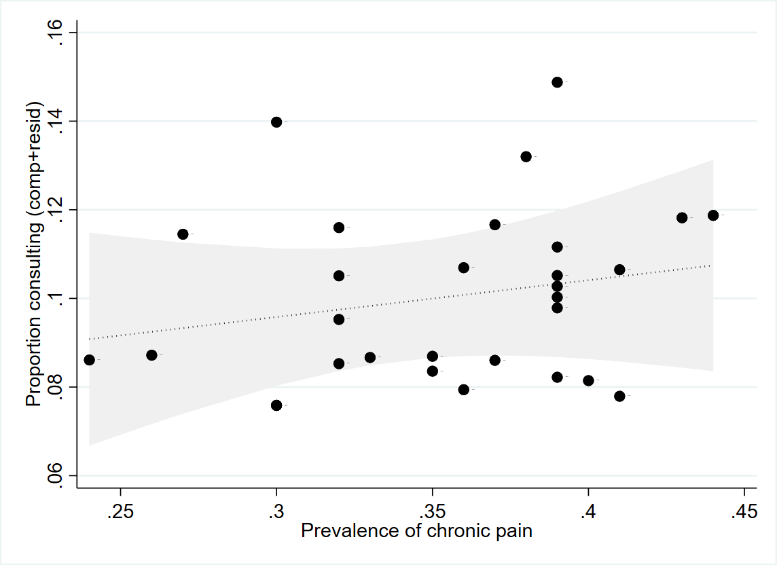 Proportion consulting (comp+resid)
.16
.14
.12
.1
.08
.06
.25 .3 .35 .4 .45
Prevalence of chronic pain